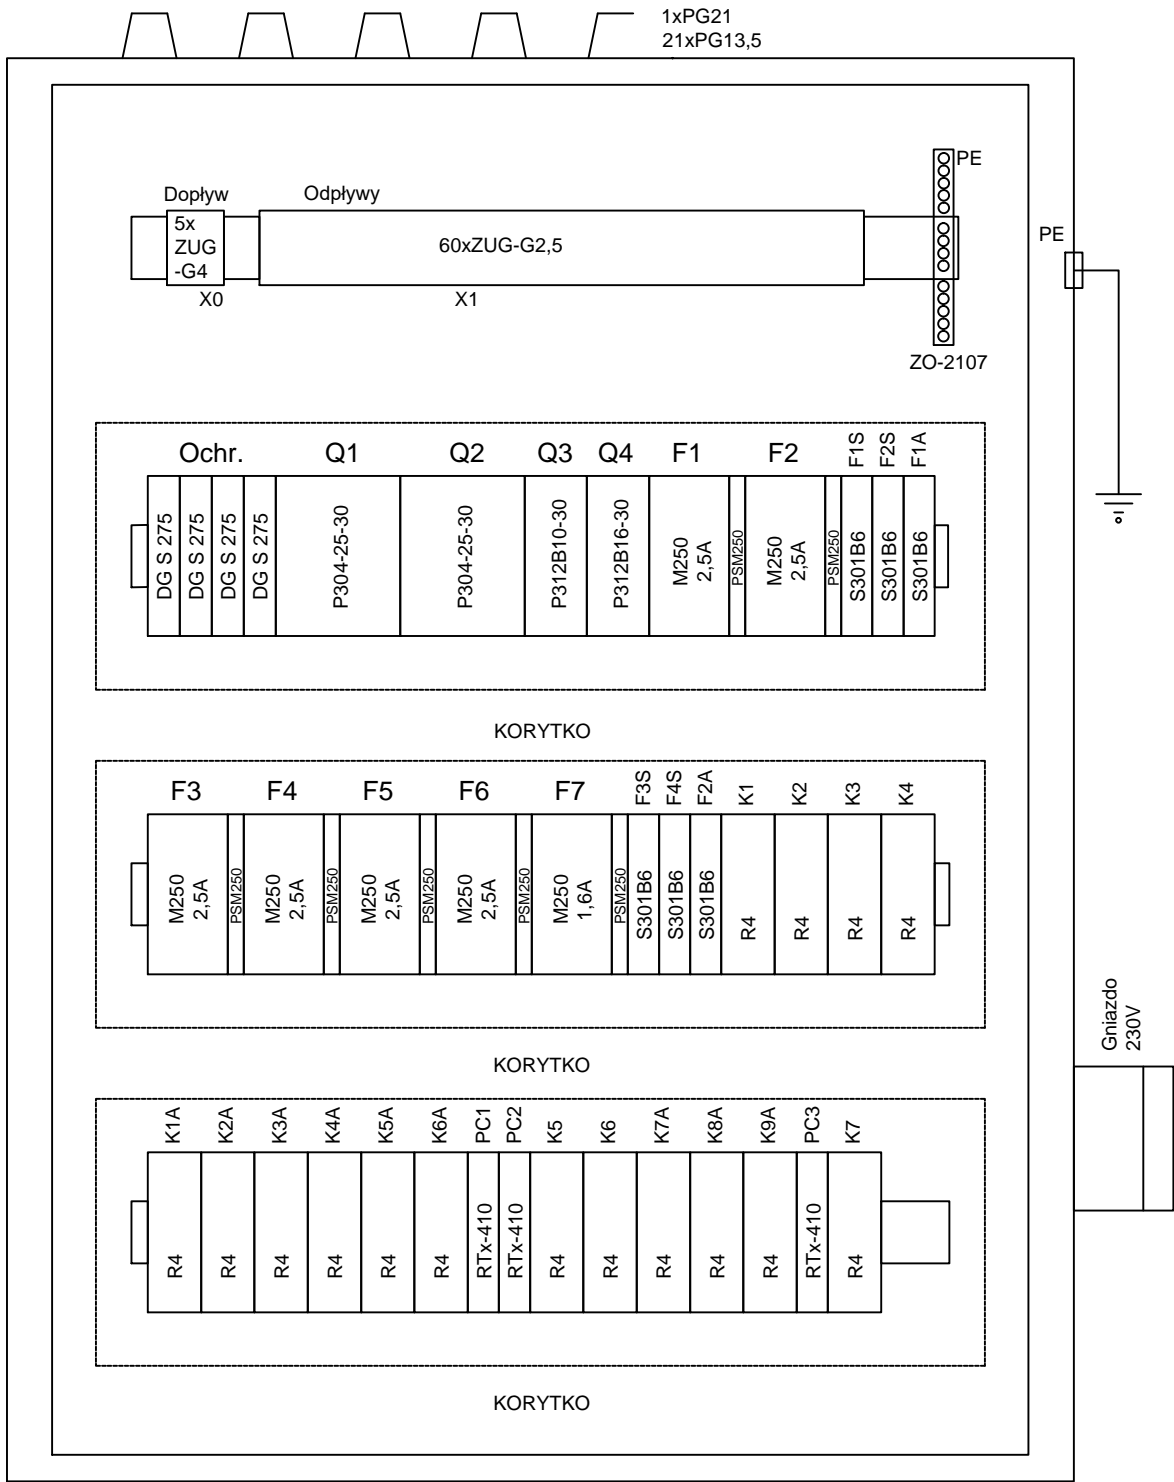 1xPG21
21xPG13,5
PE
Dopływ
Odpływy
5x
ZUG
-G4
60xZUG-G2,5
X0
X1
PE
ZO-2107
Ochr.
Q1
Q2
Q3
Q4
F1
F2
F1S
F2S
F1A
DG S 275
DG S 275
DG S 275
DG S 275
P304-25-30
P304-25-30
P312B10-30
P312B16-30
M250
2,5A
PSM250
M250
2,5A
PSM250
S301B6
S301B6
S301B6
KORYTKO
F3
F4
F5
F6
F7
F3S
F4S
F2A
K1
K2
K3
K4
M250
2,5A
PSM250
M250
2,5A
PSM250
M250
2,5A
PSM250
M250
2,5A
PSM250
M250
1,6A
PSM250
S301B6
S301B6
S301B6
R4
R4
R4
R4
Gniazdo
230V
KORYTKO
K1A
K2A
K3A
K4A
K5A
K6A
PC1
PC2
K5
K6
K7A
K8A
K9A
PC3
K7
R4
R4
R4
R4
R4
R4
RTx-410
RTx-410
R4
R4
R4
R4
R4
RTx-410
R4
KORYTKO